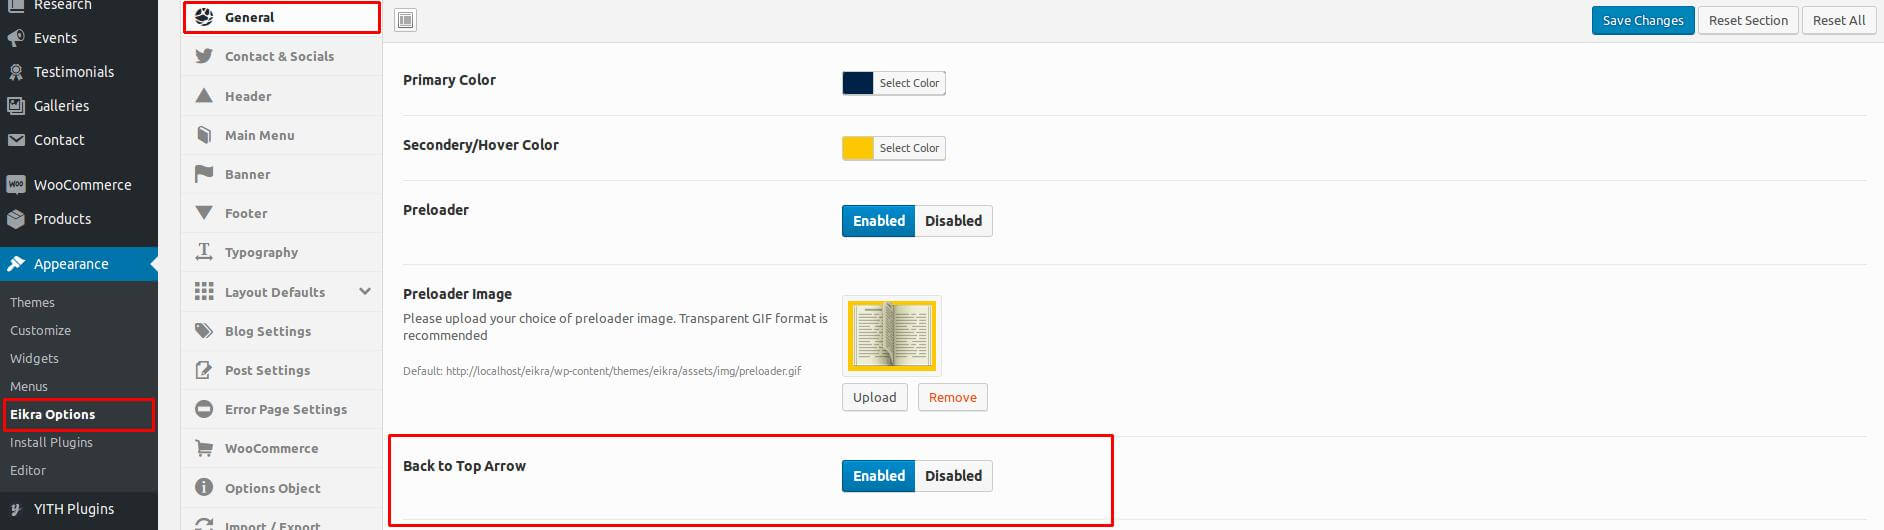 Research
Events
Testimonials
Galleries
Contact
WooCommerce
Products
Appearance
Themes
Customize
Widgets
Menus
Eikra Options
Install Plugins
Editor
YITH Plugins
General
Contact & Socials
Header
Main Menu
Banner
Footer
Typography
Layout Defaults
Blog Settings
Post Settings
Error Page Settings
WooCommerce
Options Object
Import / Export
Save Changes Reset Section Reset All
Primary Color Select Color
Secondery/Hover Color Select Color
Preloader Enabled Disabled
Preloader Image
Please upload your choice of preloader image. Transparent GIF format is
recommended
Default: http://localhost/eikra/wp-content/themes/eikra/assets/img/preloader.gif
Upload Remove
Back to Top Arrow Enabled Disabled